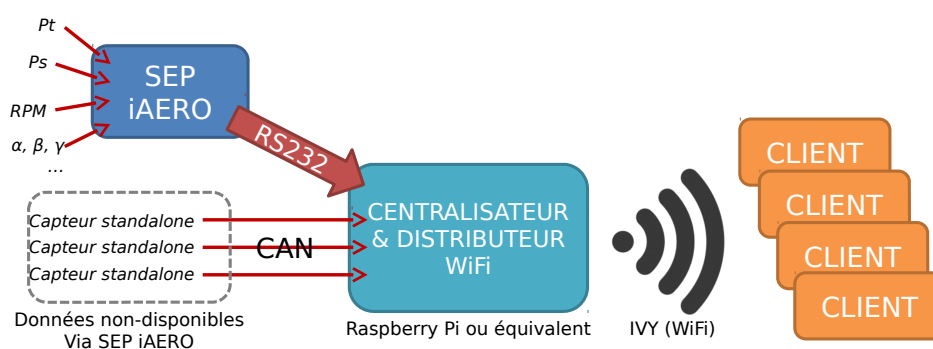 Pt
Ps
RPM
α, β, γ
...
SEP
iAERO
RS232
Capteur standalone
Capteur standalone
Capteur standalone
CAN
Données non-disponibles
Via SEP iAERO
CENTRALISATEUR
& DISTRIBUTEUR
WiFi
Raspberry Pi ou équivalent
IVY (WiFi)
CLIENT
CLIENT
CLIENT
CLIENT